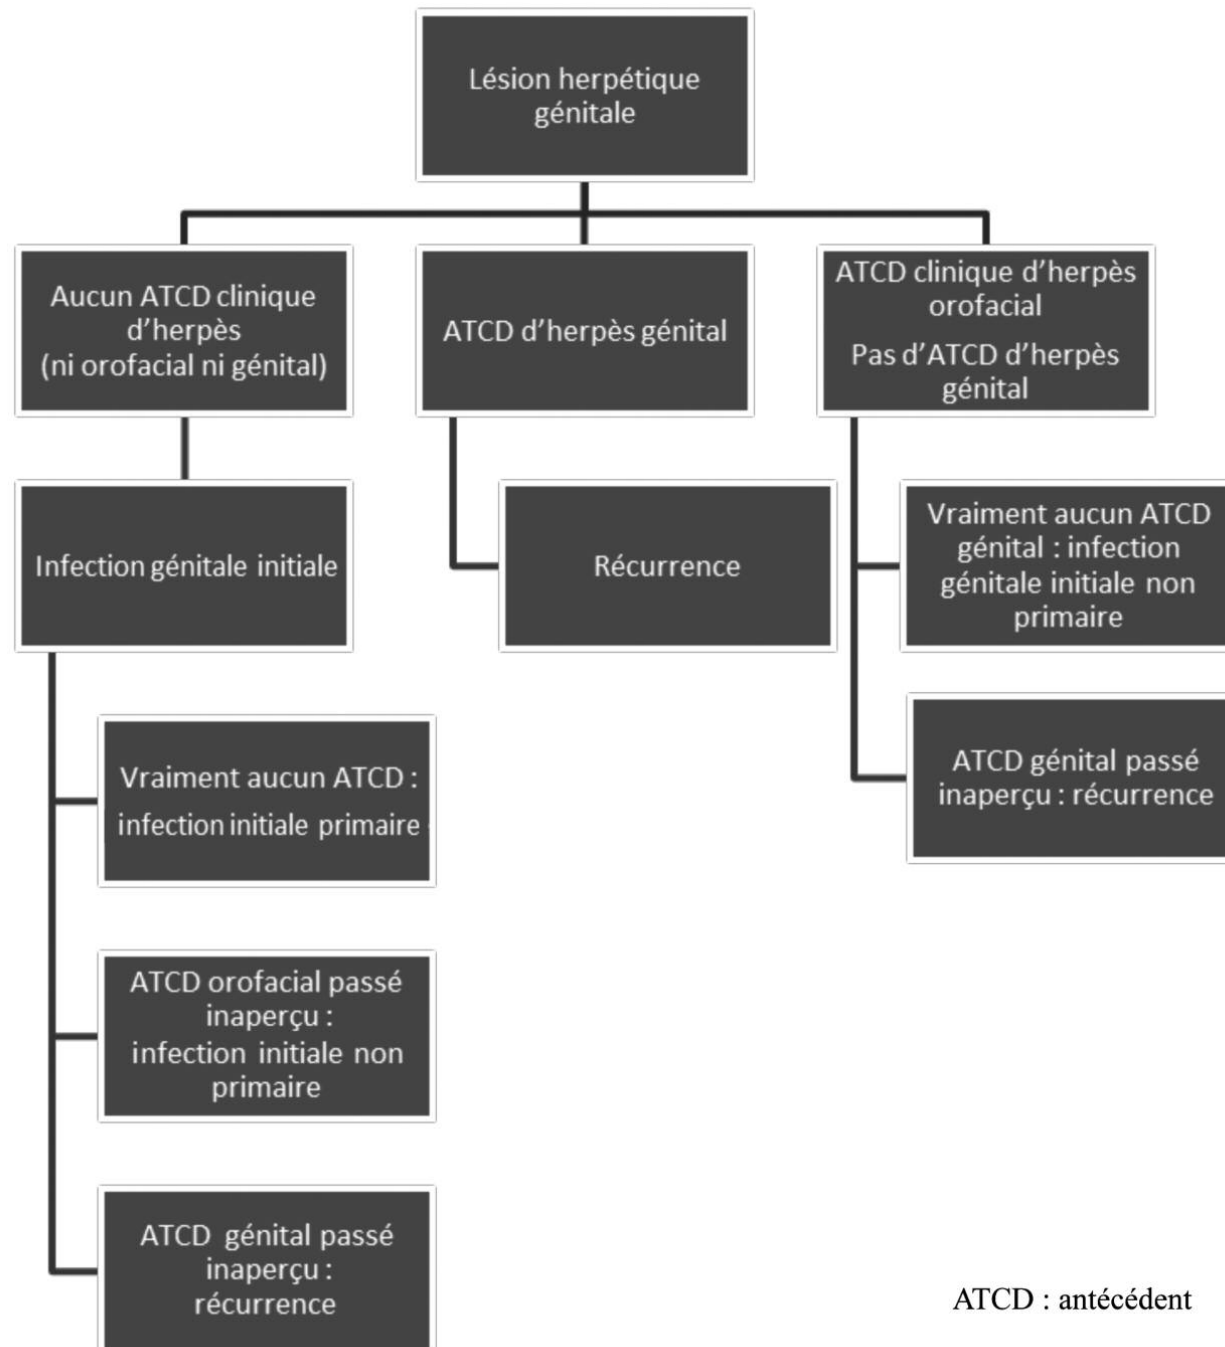 Lésion herpétique
génitale
Aucun ATCD clinique
d'herpès
(ni orofacial ni génital)
ATCD d'herpès génital
ATCD clinique d'herpès
orofacial
Pas d'ATCD d'herpès
génital
Infection génitale initiale
Récurrence
Vraiment aucun ATCD
génital : infection
génitale initiale non
primaire
Vraiment aucun ATCD :
infection initiale primaire
ATCD génital passé
inaperçu : récurrence
ATCD orofacial passé
inaperçu :
infection initiale non
primaire
ATCD génital passé
inaperçu :
récurrence
ATCD : antécédent